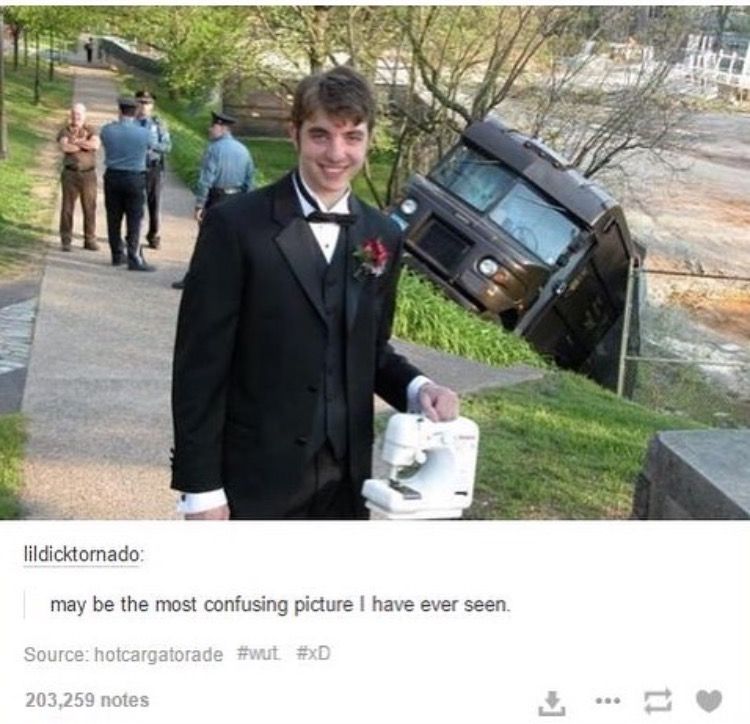 lildicktornado:
may be the most confusing picture I have ever seen.
Source: hotcargatorade #wut. #xD
203,259 notes